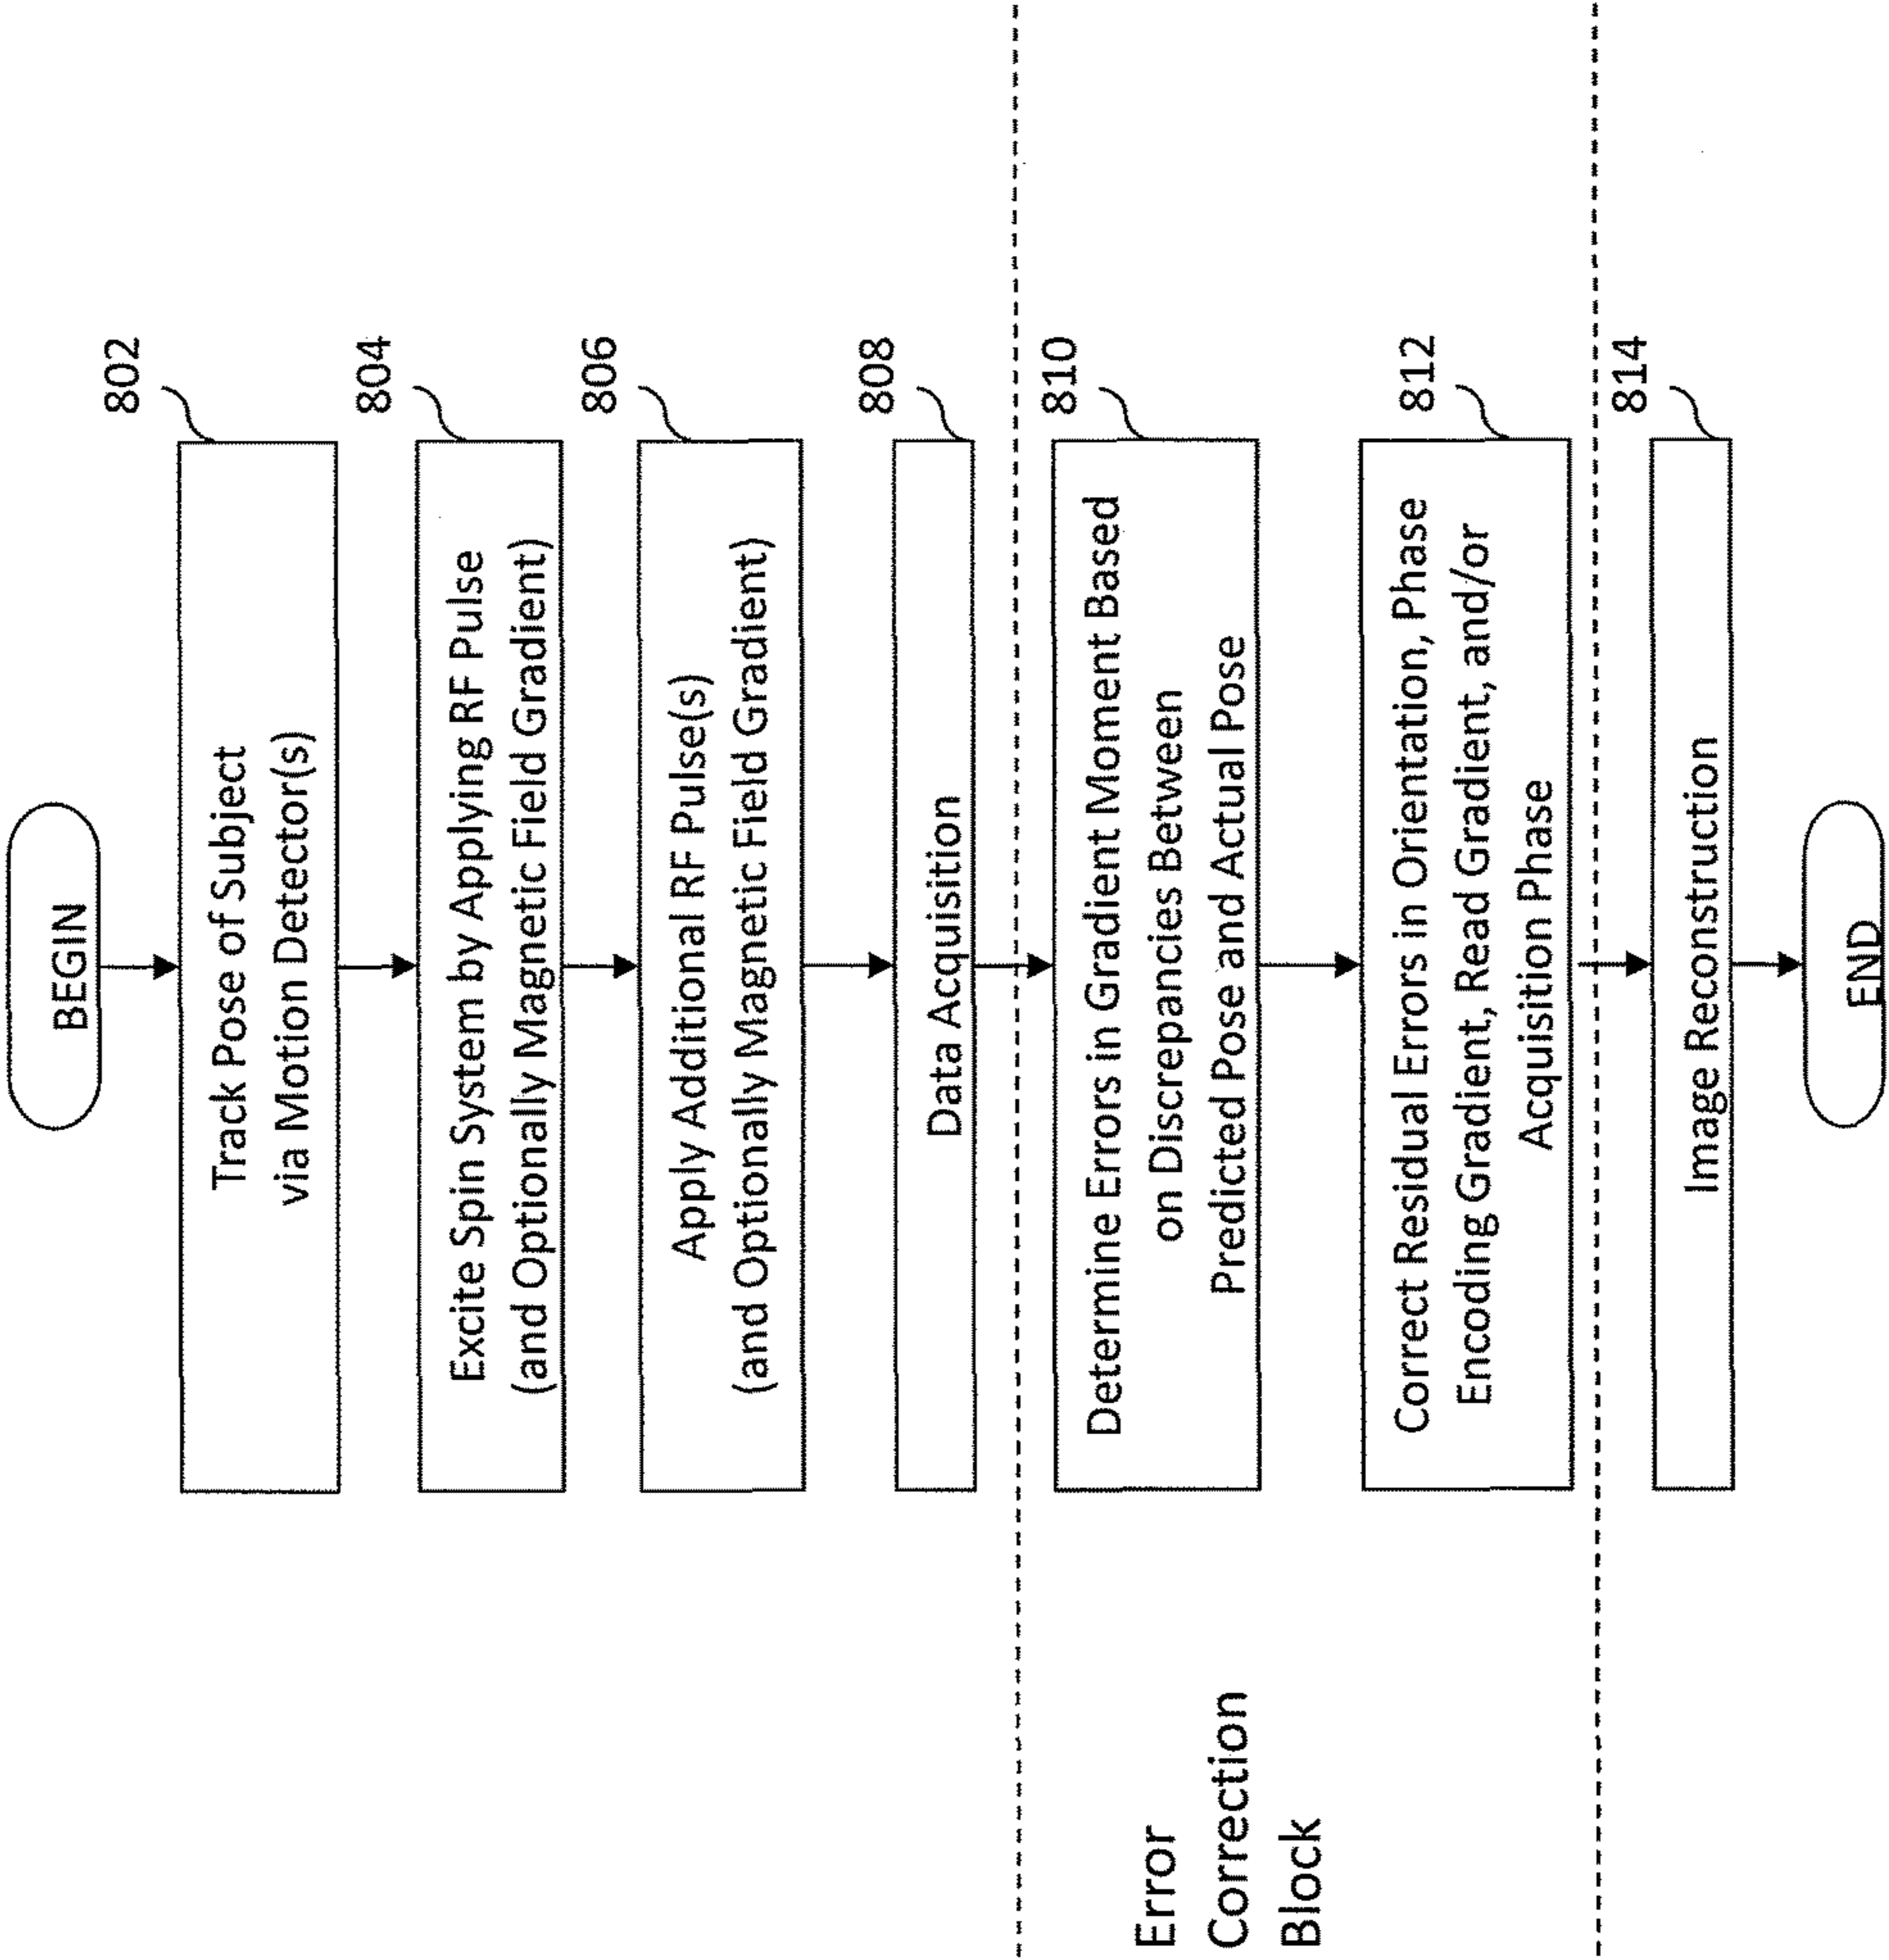 BEGIN
802
Track Pose of Subject
via Motion Detector(s)
804
Excite Spin System by Applying RF Pulse
(and Optionally Magnetic Field Gradient)
806
Apply Additional RF Pulse(s)
(and Optionally Magnetic Field Gradient)
808
Data Acquisition
Error
Correction
Block
810
Determine Errors in Gradient Moment Based
on Discrepancies Between
Predicted Pose and Actual Pose
812
Correct Residual Errors in Orientation, Phase
Encoding Gradient, Read Gradient, and/or
Acquisition Phase
814
Image Reconstruction
END